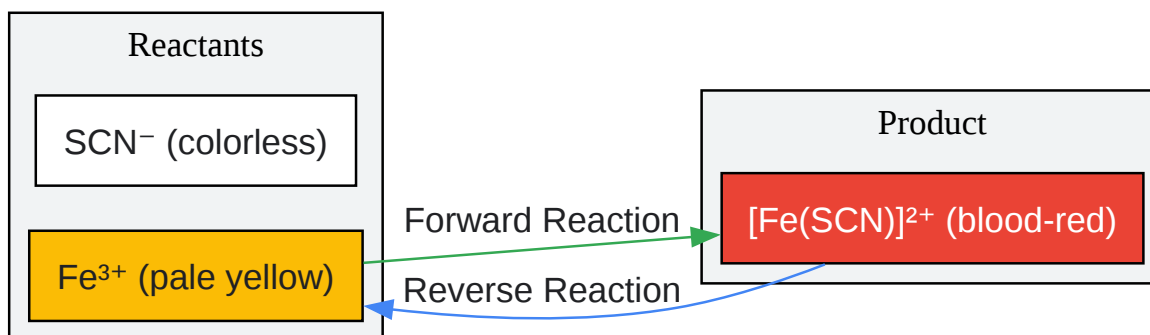 Reactants
SCN⁻ (colorless)
Fe³⁺ (pale yellow)
Forward Reaction
Reverse Reaction
Product
[Fe(SCN)]²⁺ (blood-red)